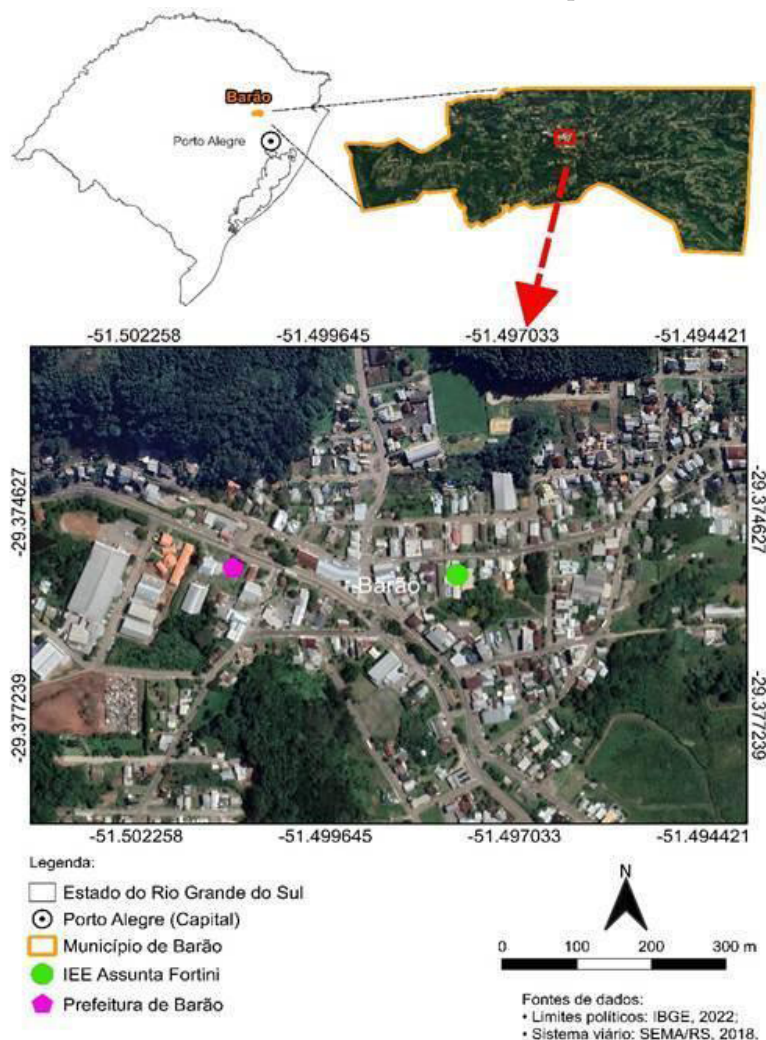 Barão
Porto Alegre
-51.502258 -51.499645 -51.497033 -51.494421
-29.374627
-29.374627
Barão
-29.377239
-29.377239
-51.502258 -51.499645 -51.497033 -51.494421
Legenda:
Estado do Rio Grande do Sul
Porto Alegre (Capital)
Município de Barão
IEE Assunta Fortini
Prefeitura de Barão
N
0 100 200 300 m
Fontes de dados:
• Limites políticos: IBGE, 2022;
• Sistema viário: SEMA/RS, 2018.